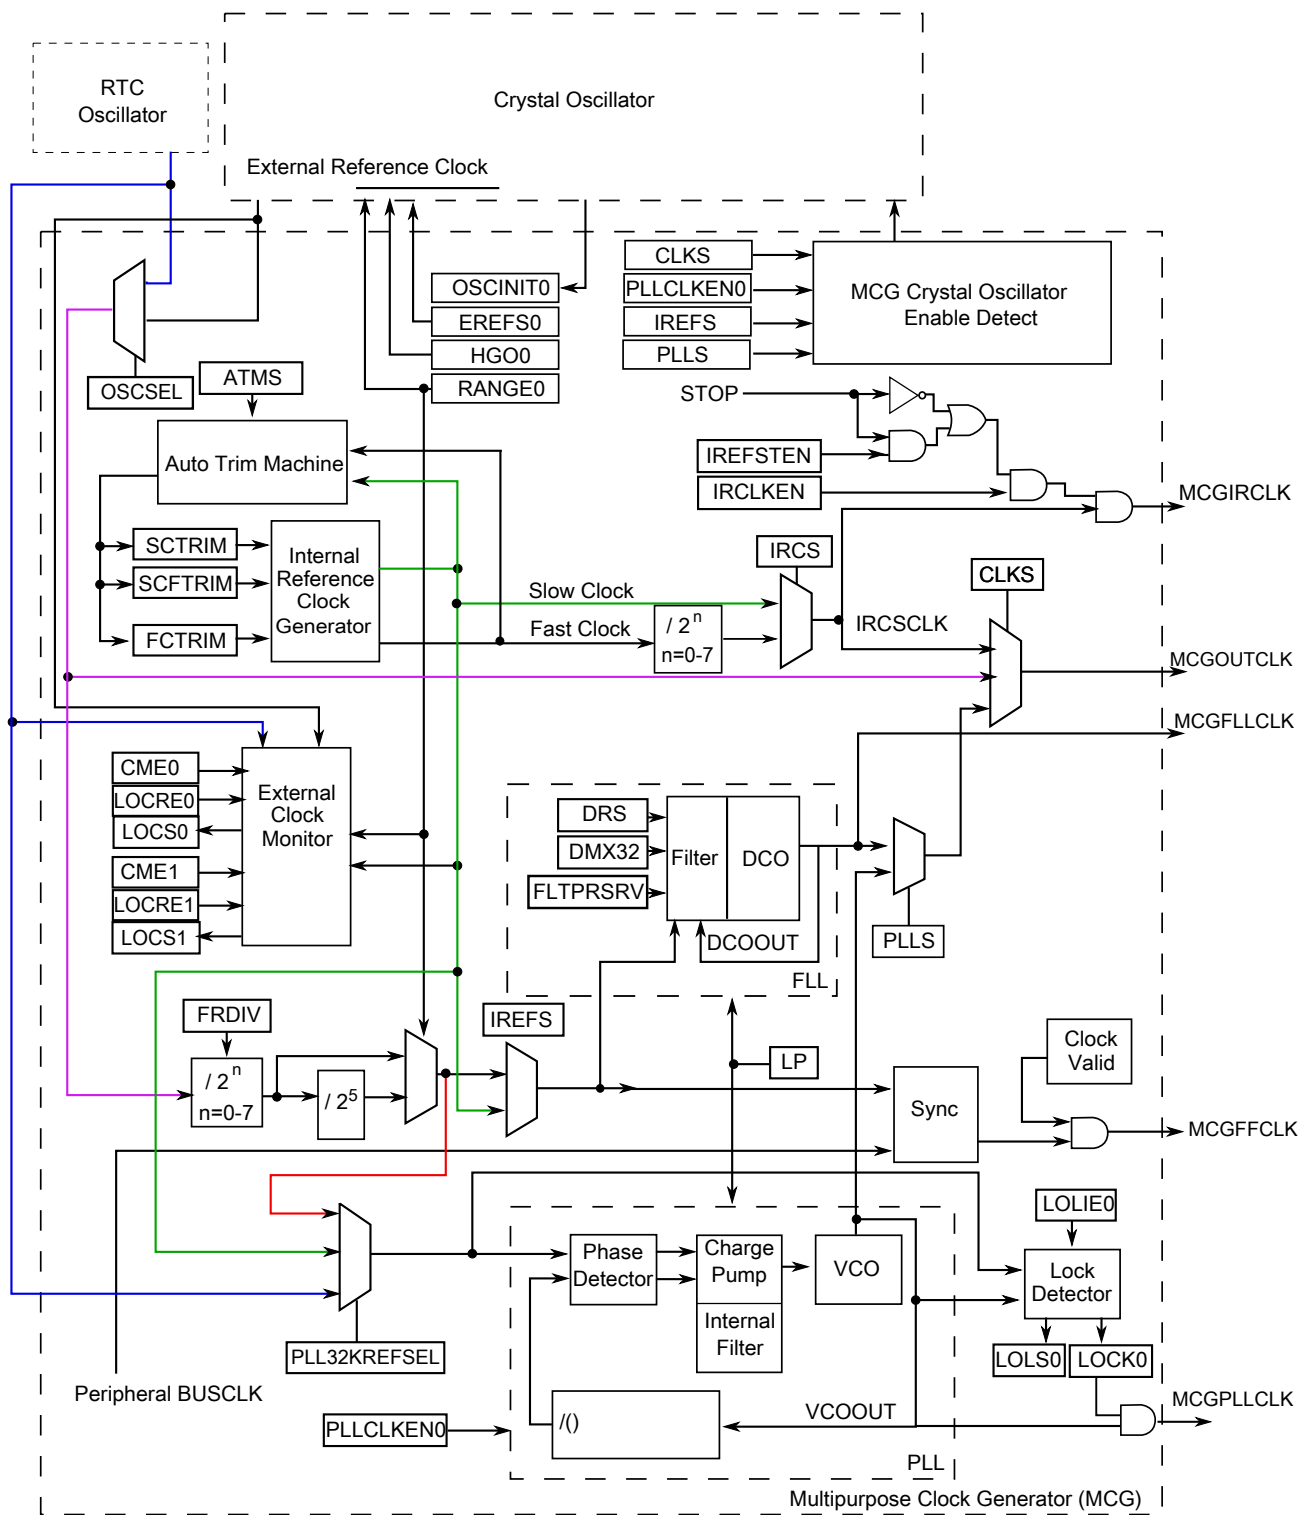 RTC
Oscillator
Crystal Oscillator
External Reference Clock
CLKS
OSCINIT0
PLLCLKEN0
MCG Crystal Oscillator
Enable Detect
EREFS0
IREFS
HGO0
PLLS
ATMS
OSCSEL
RANGE0
STOP
Auto Trim Machine
IREFSTEN
IRCLKEN
MCGIRCLK
SCTRIM
SCFTRIM
FCTRIM
Internal
Reference
Clock
Generator
IRCS
CLKS
Slow Clock
Fast Clock
/ 2n
n=0-7
IRCSCLK
MCGOUTCLK
MCGFLLCLK
CME0
LOCRE0
LOCS0
CME1
LOCRE1
LOCS1
External
Clock
Monitor
DRS
DMX32
FLTPRSRV
Filter
DCO
DCOOUT
PLLS
FLL
FRDIV
IREFS
/ 2n
n=0-7
/ 25
LP
Clock
Valid
Sync
MCGFFCLK
LOLIE0
Phase
Detector
Charge
Pump
Internal
Filter
VCO
Lock
Detector
PLL32KREFSEL
LOLS0
LOCK0
Peripheral BUSCLK
PLLCLKEN0
/()
VCOOUT
MCGPLLCLK
PLL
Multipurpose Clock Generator (MCG)